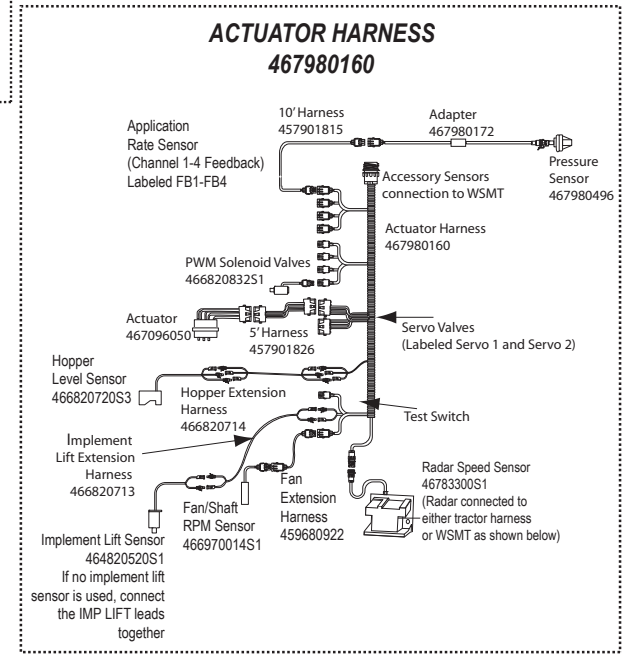 ACTUATOR HARNESS
467980160
10' Harness
457901815
Adapter
467980172
Application
Rate Sensor
(Channel 1-4 Feedback)
Labeled FB1-FB4
Pressure
Sensor
467980496
Accessory Sensors
connection to WSMT
Actuator Harness
467980160
PWM Solenoid Valves
466820832S1
Actuator
467096050
5' Harness
457901826
Servo Valves
(Labeled Servo 1 and Servo 2)
Hopper
Level Sensor
466820720S3
Hopper Extension
Harness
466820714
Test Switch
Implement
Lift Extension
Harness
466820713
Fan/Shaft
RPM Sensor
466970014S1
Fan
Extension
Harness
459680922
Radar Speed Sensor
46783300S1
(Radar connected to
either tractor harness
or WSMT as shown below)
Implement Lift Sensor
464820520S1
If no implement lift
sensor is used, connect
the IMP LIFT leads
together